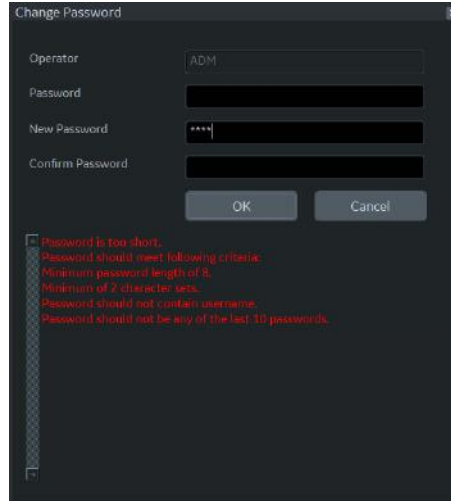 Change Password
Operator
ADM
Password
New Password
****
Confirm Password
OK
Cancel
Password is too short.
Password should meet following criteria:
Minimum password length of 8.
Minimum of 2 character sets.
Password should not contain username.
Password should not be any of the last 10 passwords.